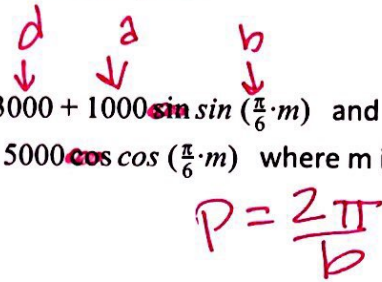 d a b
3000 + 1000 sin sin (π/6·m) and
5000 cos cos (π/6·m) where m i
P = 2π/b